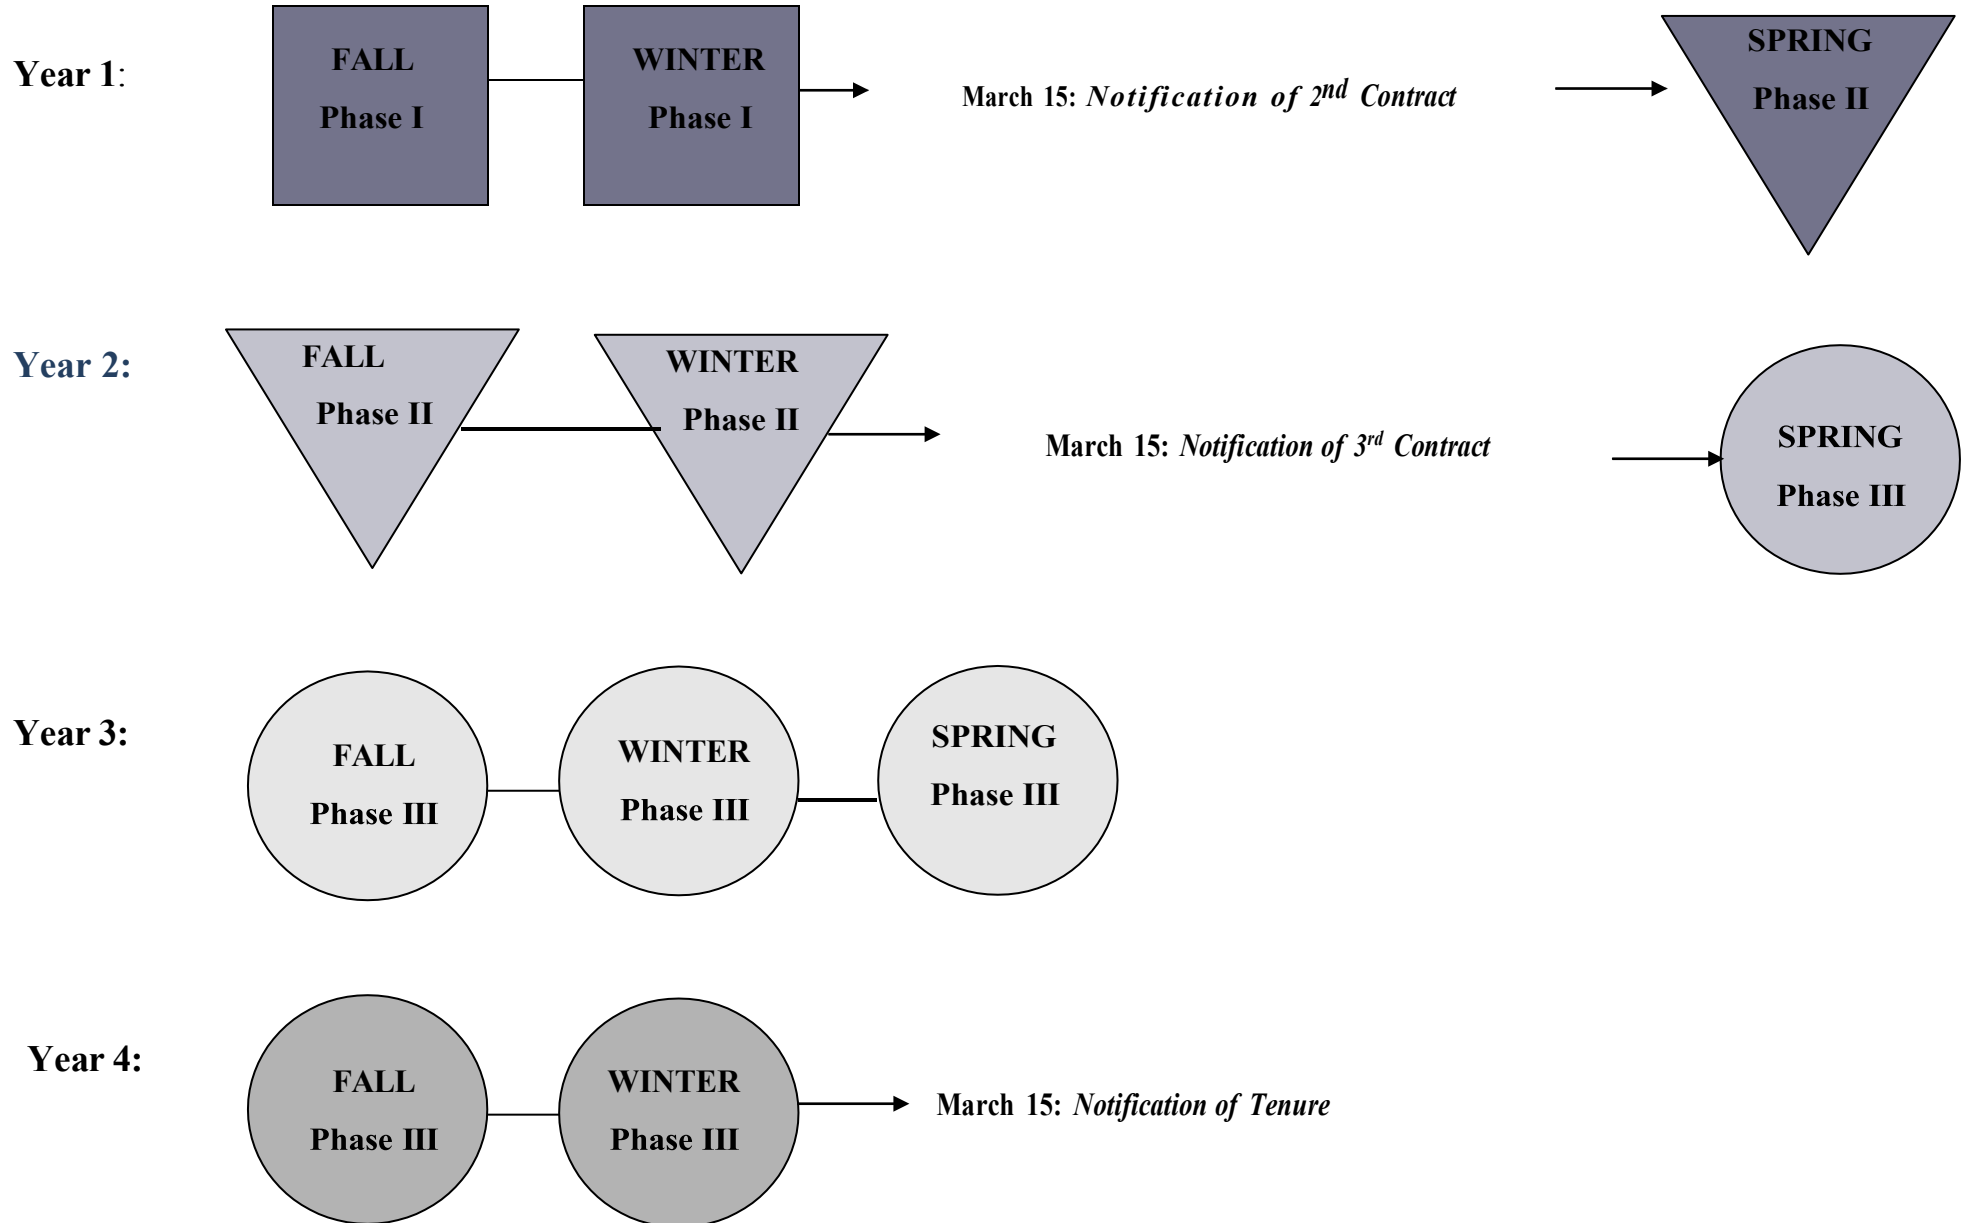 Year 1:
FALL
Phase I
WINTER
Phase I
March 15: Notification of 2nd Contract
SPRING
Phase II
Year 2:
FALL
Phase II
WINTER
Phase II
March 15: Notification of 3rd Contract
SPRING
Phase III
Year 3:
FALL
Phase III
WINTER
Phase III
SPRING
Phase III
Year 4:
FALL
Phase III
WINTER
Phase III
March 15: Notification of Tenure